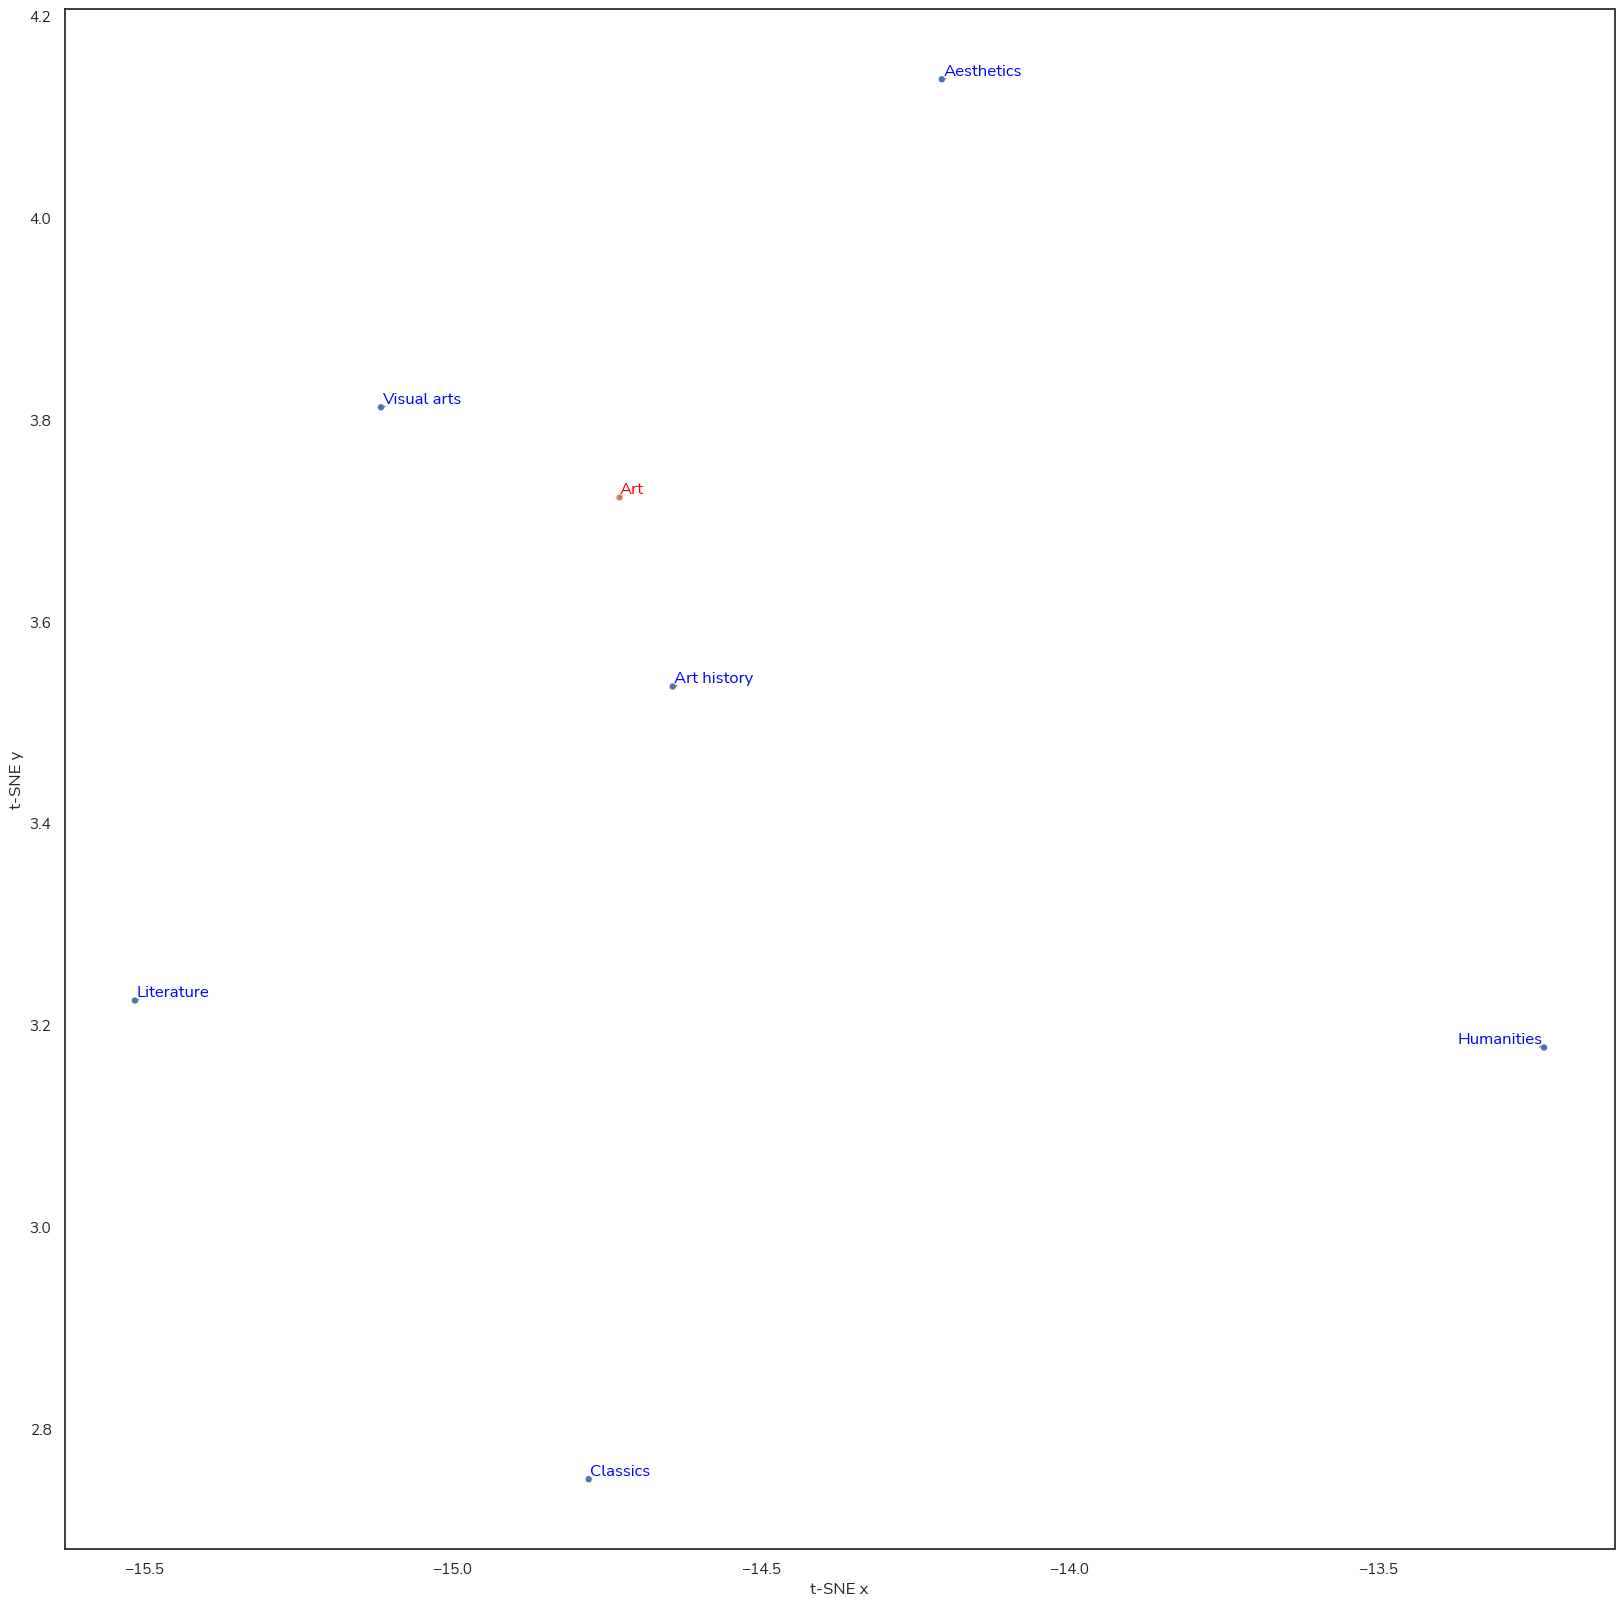 4.2
Aesthetics
4.0
Visual arts
3.8
Art
3.6
Art history
t-SNE y
3.4
Literature
3.2
Humanities
3.0
2.8
Classics
−15.5 −15.0 −14.5 −14.0 −13.5
t-SNE x